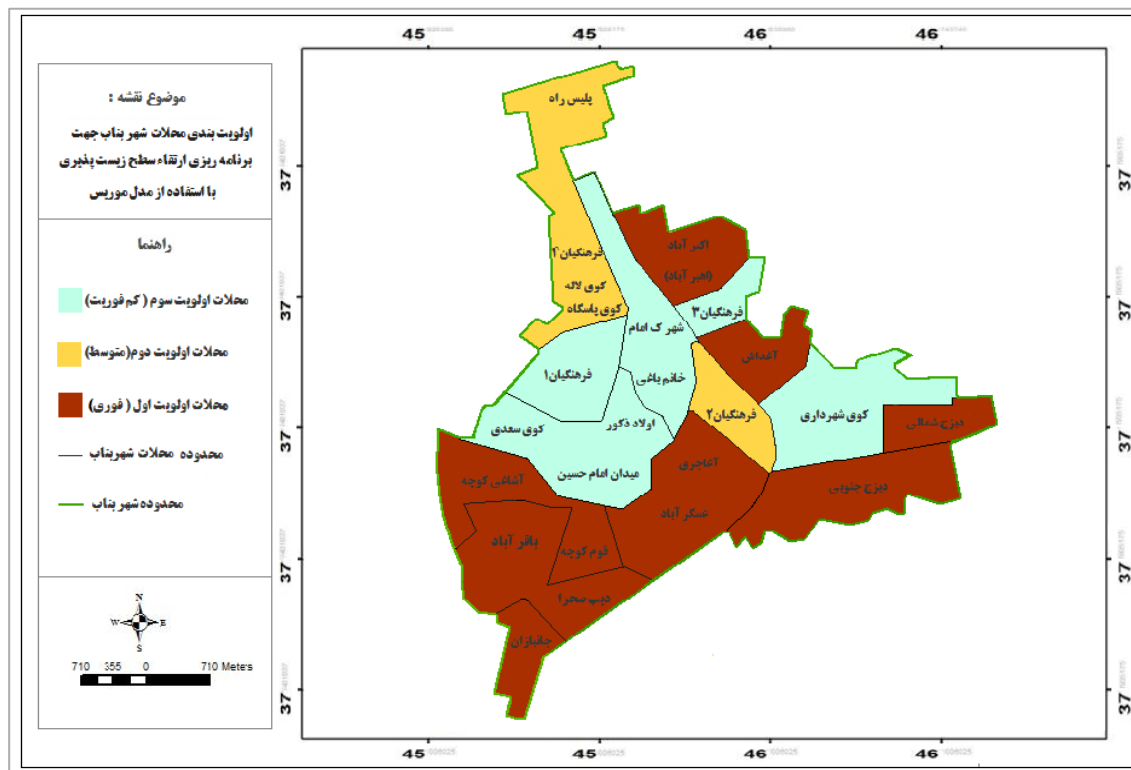 موضوع نقشه :
اولویت بندی محلات شهر بناب جهت
برنامه ریزی ارتقاء سطح زیست پذیری
با استفاده از مدل موریس
راهنما
محلات اولویت سوم ( کم فوریت)
محلات اولویت دوم(متوسط)
محلات اولویت اول ( فوری)
محدوده محلات شهربناب
محدوده شهر بناب
N
W E
S
710 355 0 710 Meters
45 45 46 46
37 37
37 37
37 37
37 37
37 37
45 45 46 46
پلیس راه
فرهنگیان۴
کوی لاله
کوی پاسگاه
اکبر آباد
(اهبر آباد)
فرهنگیان۳
شهرک امام
آغداش
فرهنگیان۱
خانم باغی
فرهنگیان۲
کوی شهرداری
دیزج شمالی
کوی سعدی
اولاد ذکور
میدان امام حسین
آغاجری
عسگر آباد
دیزج جنوبی
آشاغی کوچه
باقر آباد
قوم کوچه
دیب صحرا
جانبازان